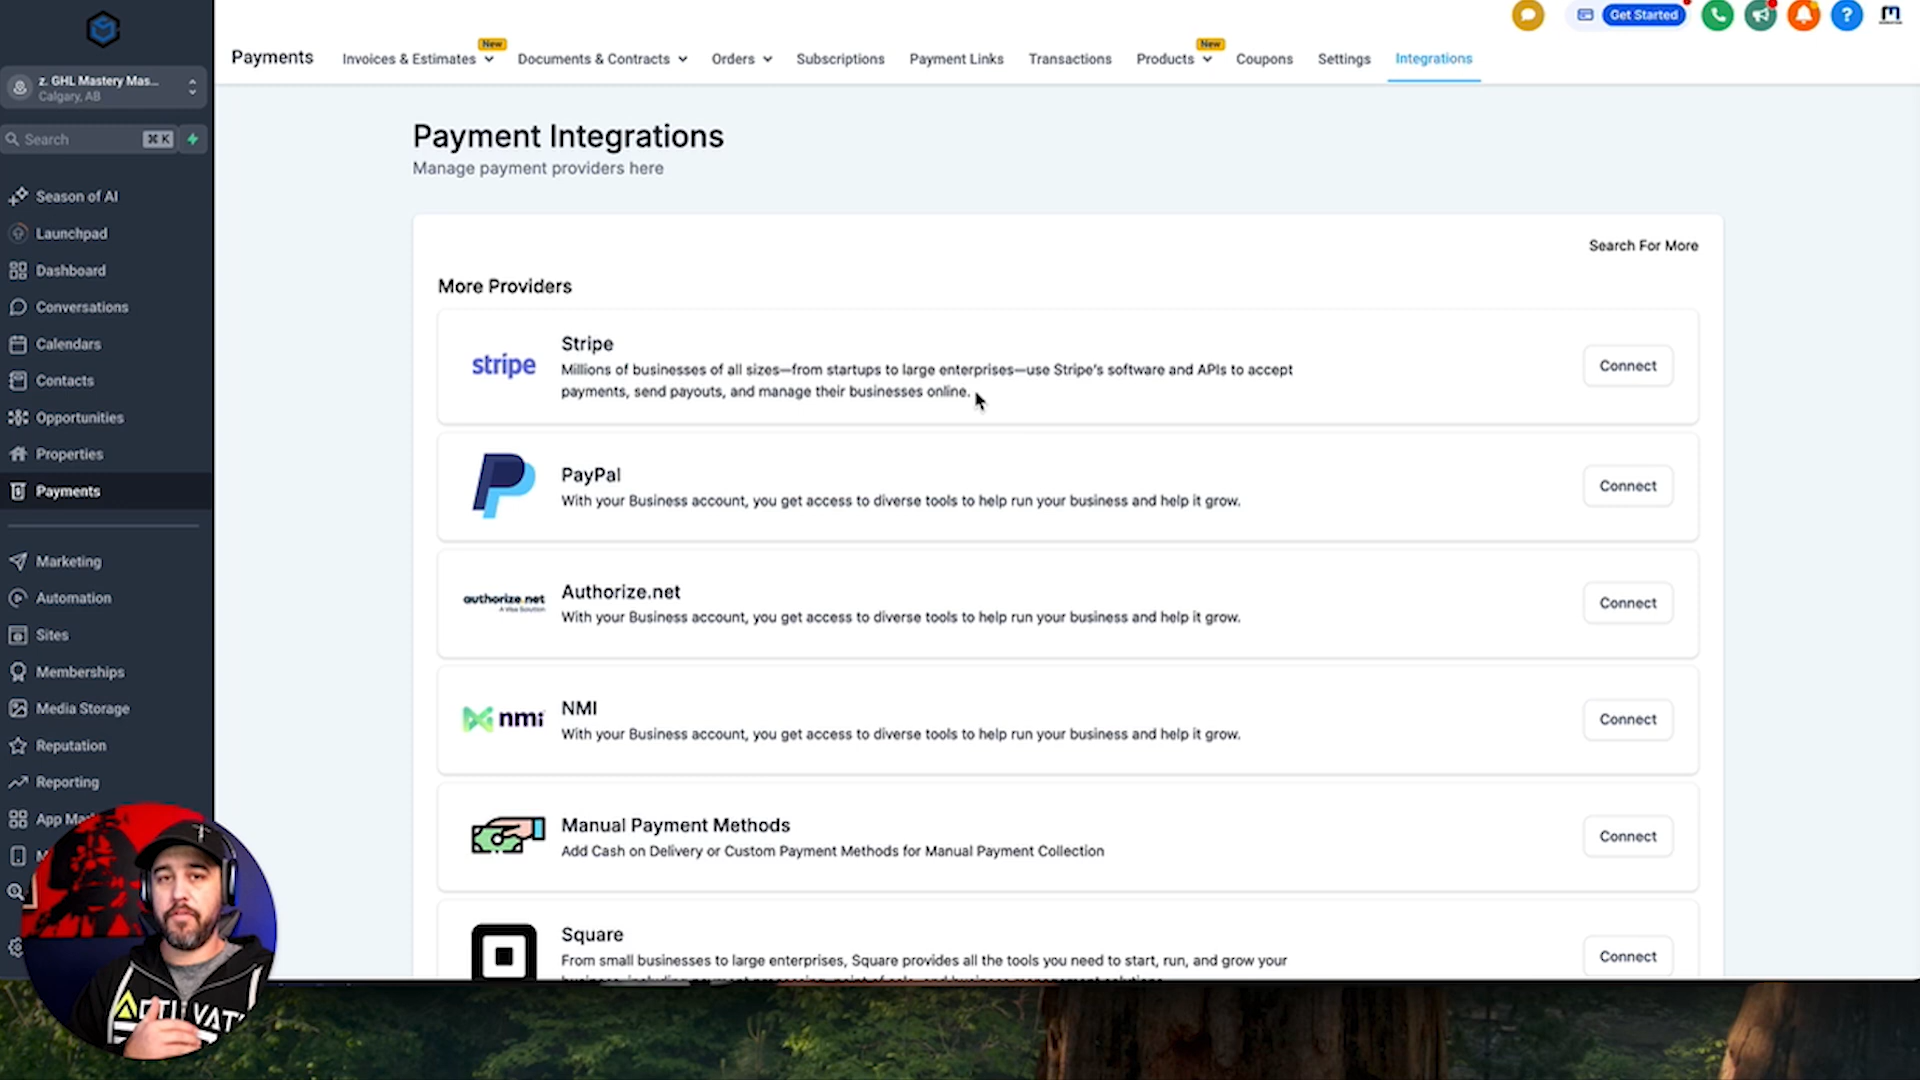 Get Started
Payments
Invoices & Estimates
New
Documents & Contracts
Orders
Subscriptions
Payment Links
Transactions
Products
New
Coupons
Settings
Integrations
z. GHL Mastery Mas...
Calgary, AB
Search
⌘ K
Season of AI
Launchpad
Dashboard
Conversations
Calendars
Contacts
Opportunities
Properties
Payments
Marketing
Automation
Sites
Memberships
Media Storage
Reputation
Reporting
App Ma
Payment Integrations
Manage payment providers here
Search For More
More Providers
stripe
Stripe
Millions of businesses of all sizes—from startups to large enterprises—use Stripe's software and APIs to accept
payments, send payouts, and manage their businesses online.
Connect
PayPal
With your Business account, you get access to diverse tools to help run your business and help it grow.
Connect
authorize.net
A Visa Solution
Authorize.net
With your Business account, you get access to diverse tools to help run your business and help it grow.
Connect
nmi
NMI
With your Business account, you get access to diverse tools to help run your business and help it grow.
Connect
Manual Payment Methods
Add Cash on Delivery or Custom Payment Methods for Manual Payment Collection
Connect
Square
From small businesses to large enterprises, Square provides all the tools you need to start, run, and grow your
Connect